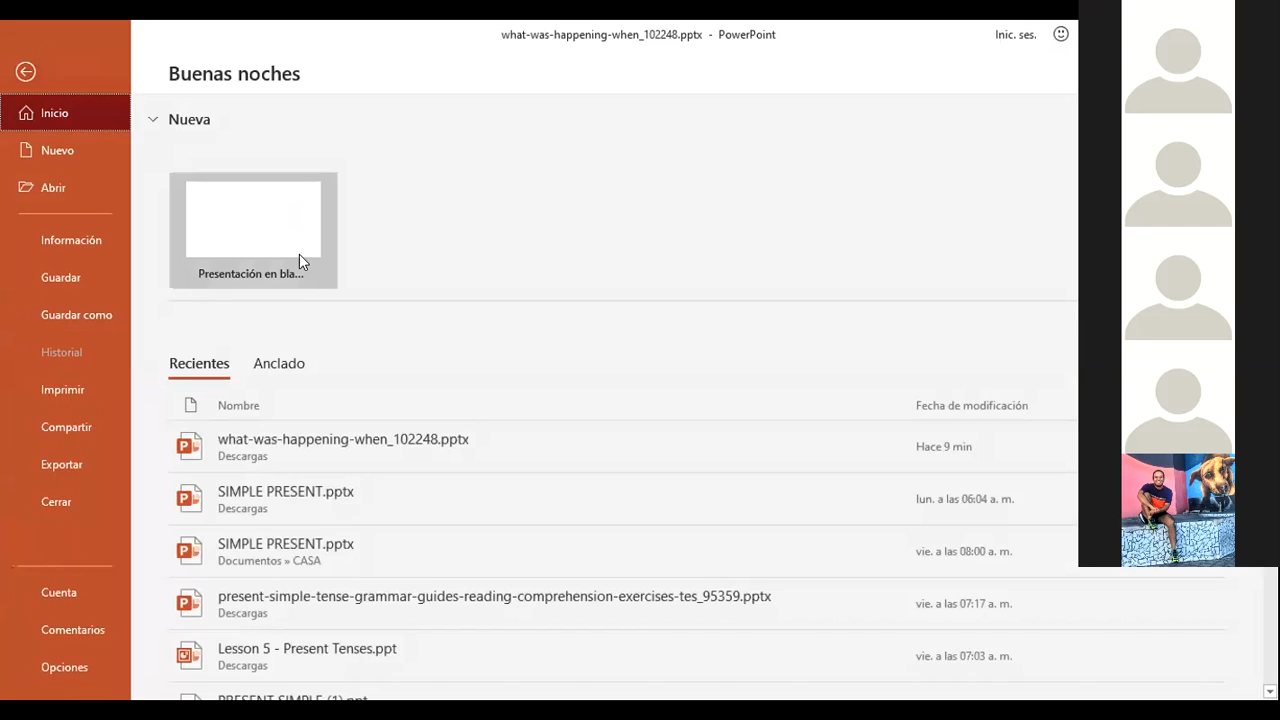 what-was-happening-when_102248.pptx - PowerPoint
Inic. ses.
Buenas noches
Inicio
Nuevo
Abrir
Información
Guardar
Guardar como
Historial
Imprimir
Compartir
Exportar
Cerrar
Cuenta
Comentarios
Opciones
Nueva
Presentación en bla...
Recientes Anclado
Nombre Fecha de modificación
what-was-happening-when_102248.pptx Hace 9 min
Descargas
SIMPLE PRESENT.pptx lun. a las 06:04 a. m.
Descargas
SIMPLE PRESENT.pptx vie. a las 08:00 a. m.
Documentos » CASA
present-simple-tense-grammar-guides-reading-comprehension-exercises-tes_95359.pptx vie. a las 07:17 a. m.
Descargas
Lesson 5 - Present Tenses.ppt vie. a las 07:03 a. m.
Descargas
PRESENT SIMPLE (1).ppt